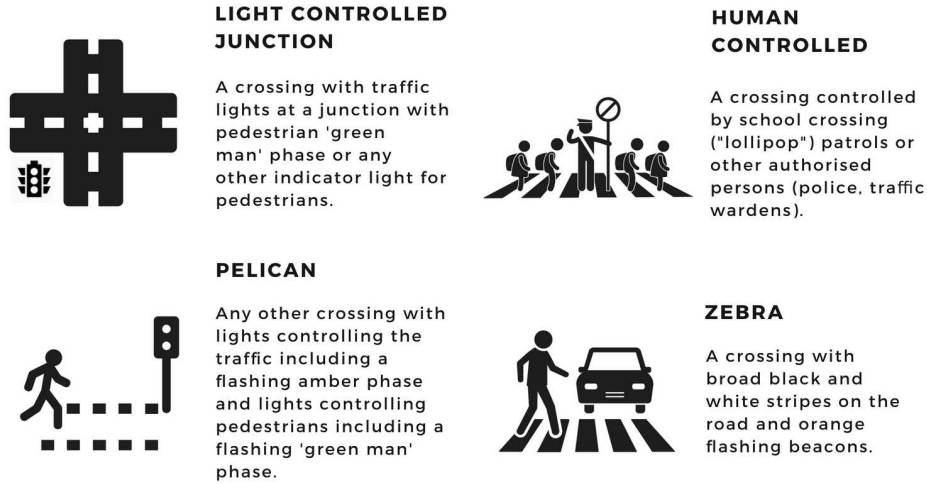 LIGHT CONTROLLED
JUNCTION
A crossing with traffic
lights at a junction with
pedestrian 'green
man' phase or any
other indicator light for
pedestrians.
HUMAN
CONTROLLED
A crossing controlled
by school crossing
("lollipop") patrols or
other authorised
persons (police, traffic
wardens).
PELICAN
Any other crossing with
lights controlling the
traffic including a
flashing amber phase
and lights controlling
pedestrians including a
flashing 'green man'
phase.
ZEBRA
A crossing with
broad black and
white stripes on the
road and orange
flashing beacons.